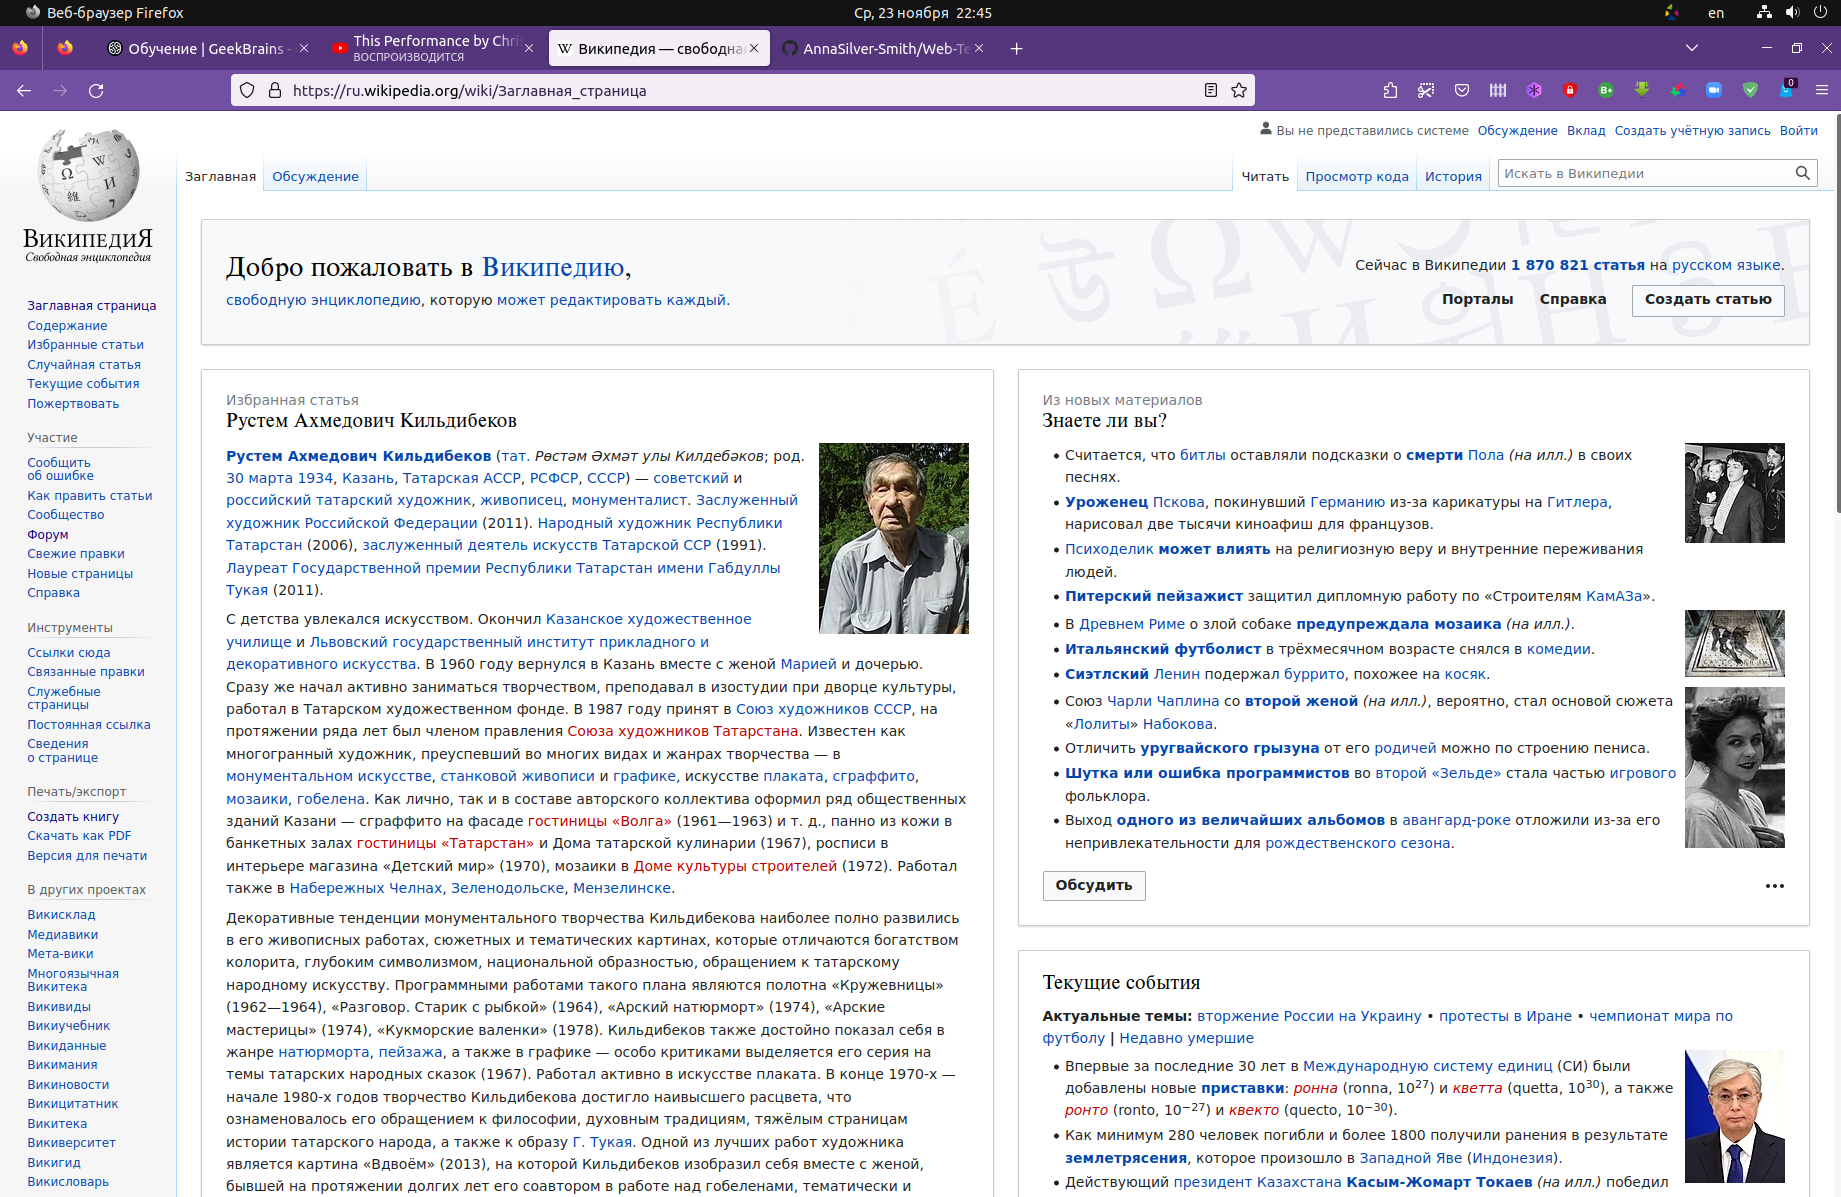 Веб-браузер Firefox
Ср, 23 ноября 22:45
en
Обучение | GeekBrains -
This Performance by Chris
ВОСПРОИЗВОДИТСЯ
Википедия — свободная
AnnaSilver-Smith/Web-Te
https://ru.wikipedia.org/wiki/Заглавная_страница
0
Вы не представились системе Обсуждение Вклад Создать учётную запись Войти
Заглавная Обсуждение
Читать Просмотр кода История
Искать в Википедии
ВИКИПЕДИЯ
Свободная энциклопедия
Заглавная страница
Содержание
Избранные статьи
Случайная статья
Текущие события
Пожертвовать
Участие
Сообщить
об ошибке
Как править статьи
Сообщество
Форум
Свежие правки
Новые страницы
Справка
Инструменты
Ссылки сюда
Связанные правки
Служебные
страницы
Постоянная ссылка
Сведения
о странице
Печать/экспорт
Создать книгу
Скачать как PDF
Версия для печати
В других проектах
Викисклад
Медиавики
Мета-вики
Многоязычная
Викитека
Викивиды
Викиучебник
Викиданные
Викимания
Викиновости
Викицитатник
Викитека
Викиверситет
Викигид
Викисловарь
Добро пожаловать в Википедию,
свободную энциклопедию, которую может редактировать каждый.
Сейчас в Википедии 1 870 821 статья на русском языке.
Порталы Справка Создать статью
Избранная статья
Рустем Ахмедович Кильдибеков
Рустем Ахмедович Кильдибеков (тат. Рөстәм Әхмәт улы Килдебәков; род.
30 марта 1934, Казань, Татарская АССР, РСФСР, СССР) — советский и
российский татарский художник, живописец, монументалист. Заслуженный
художник Российской Федерации (2011). Народный художник Республики
Татарстан (2006), заслуженный деятель искусств Татарской ССР (1991).
Лауреат Государственной премии Республики Татарстан имени Габдуллы
Тукая (2011).
С детства увлекался искусством. Окончил Казанское художественное
училище и Львовский государственный институт прикладного и
декоративного искусства. В 1960 году вернулся в Казань вместе с женой Марией и дочерью.
Сразу же начал активно заниматься творчеством, преподавал в изостудии при дворце культуры,
работал в Татарском художественном фонде. В 1987 году принят в Союз художников СССР, на
протяжении ряда лет был членом правления Союза художников Татарстана. Известен как
многогранный художник, преуспевший во многих видах и жанрах творчества — в
монументальном искусстве, станковой живописи и графике, искусстве плаката, сграффито,
мозаики, гобелена. Как лично, так и в составе авторского коллектива оформил ряд общественных
зданий Казани — сграффито на фасаде гостиницы «Волга» (1961—1963) и т. д., панно из кожи в
банкетных залах гостиницы «Татарстан» и Дома татарской кулинарии (1967), росписи в
интерьере магазина «Детский мир» (1970), мозаики в Доме культуры строителей (1972). Работал
также в Набережных Челнах, Зеленодольске, Мензелинске.
Декоративные тенденции монументального творчества Кильдибекова наиболее полно развились
в его живописных работах, сюжетных и тематических картинах, которые отличаются богатством
колорита, глубоким символизмом, национальной образностью, обращением к татарскому
народному искусству. Программными работами такого плана являются полотна «Кружевницы»
(1962—1964), «Разговор. Старик с рыбкой» (1964), «Арский натюрморт» (1974), «Арские
мастерицы» (1974), «Кукморские валенки» (1978). Кильдибеков также достойно показал себя в
жанре натюрморта, пейзажа, а также в графике — особо критиками выделяется его серия на
темы татарских народных сказок (1967). Работал активно в искусстве плаката. В конце 1970-х —
начале 1980-х годов творчество Кильдибекова достигло наивысшего расцвета, что
ознаменовалось его обращением к философии, духовным традициям, тяжёлым страницам
истории татарского народа, а также к образу Г. Тукая. Одной из лучших работ художника
является картина «Вдвоём» (2013), на которой Кильдибеков изобразил себя вместе с женой,
бывшей на протяжении долгих лет его соавтором в работе над гобеленами, тематически и
Из новых материалов
Знаете ли вы?
• Считается, что битлы оставляли подсказки о смерти Пола (на илл.) в своих
песнях.
• Уроженец Пскова, покинувший Германию из-за карикатуры на Гитлера,
нарисовал две тысячи киноафиш для французов.
• Психоделик может влиять на религиозную веру и внутренние переживания
людей.
• Питерский пейзажист защитил дипломную работу по «Строителям КамАЗа».
• В Древнем Риме о злой собаке предупреждала мозаика (на илл.).
• Итальянский футболист в трёхмесячном возрасте снялся в комедии.
• Сиэтлский Ленин подержал буррито, похожее на косяк.
• Союз Чарли Чаплина со второй женой (на илл.), вероятно, стал основой сюжета
«Лолиты» Набокова.
• Отличить уругвайского грызуна от его родичей можно по строению пениса.
• Шутка или ошибка программистов во второй «Зельде» стала частью игрового
фольклора.
• Выход одного из величайших альбомов в авангард-роке отложили из-за его
непривлекательности для рождественского сезона.
Обсудить
Текущие события
Актуальные темы: вторжение России на Украину • протесты в Иране • чемпионат мира по
футболу | Недавно умершие
• Впервые за последние 30 лет в Международную систему единиц (СИ) были
добавлены новые приставки: ронна (ronna, 10²⁷) и кветта (quetta, 10³⁰), а также
ронто (ronto, 10⁻²⁷) и квекто (quecto, 10⁻³⁰).
• Как минимум 280 человек погибли и более 1800 получили ранения в результате
землетрясения, которое произошло в Западной Яве (Индонезия).
• Действующий президент Казахстана Касым-Жомарт Токаев (на илл.) победил